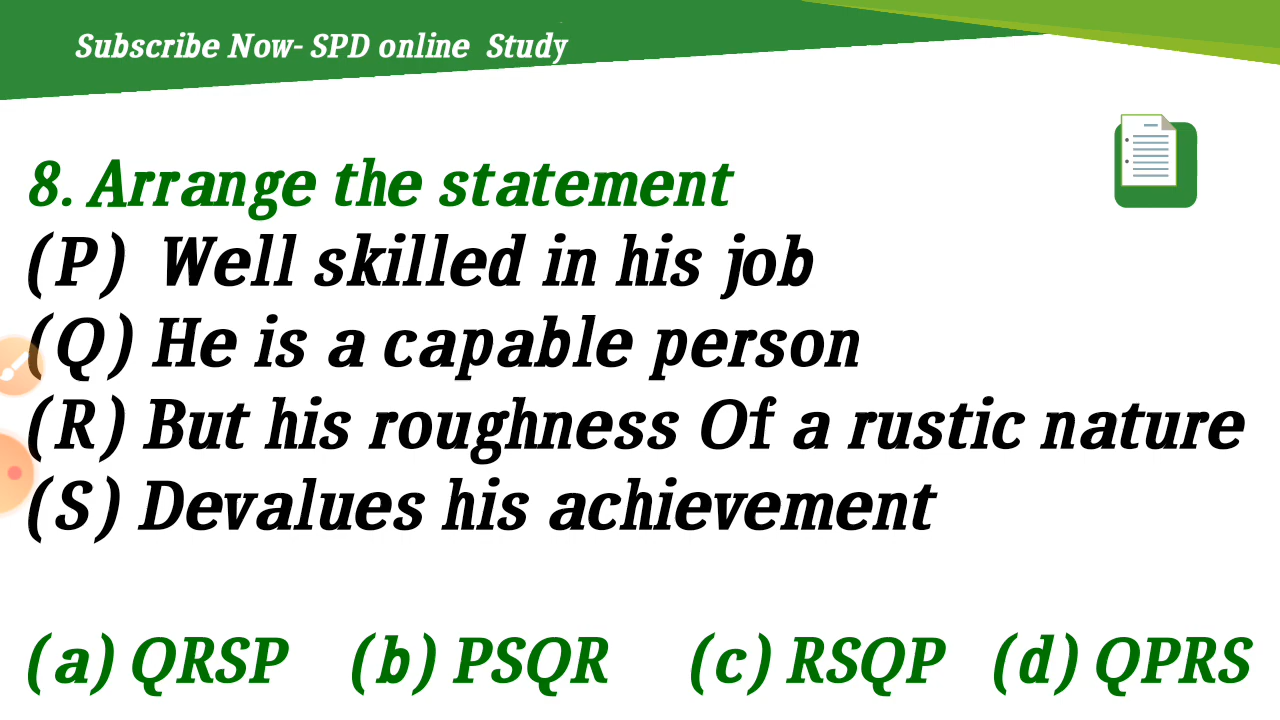 Subscribe Now- SPD online Study
8. Arrange the statement
(P) Well skilled in his job
(Q) He is a capable person
(R) But his roughness Of a rustic nature
(S) Devalues his achievement
(a) QRSP (b) PSQR (c) RSQP (d) QPRS